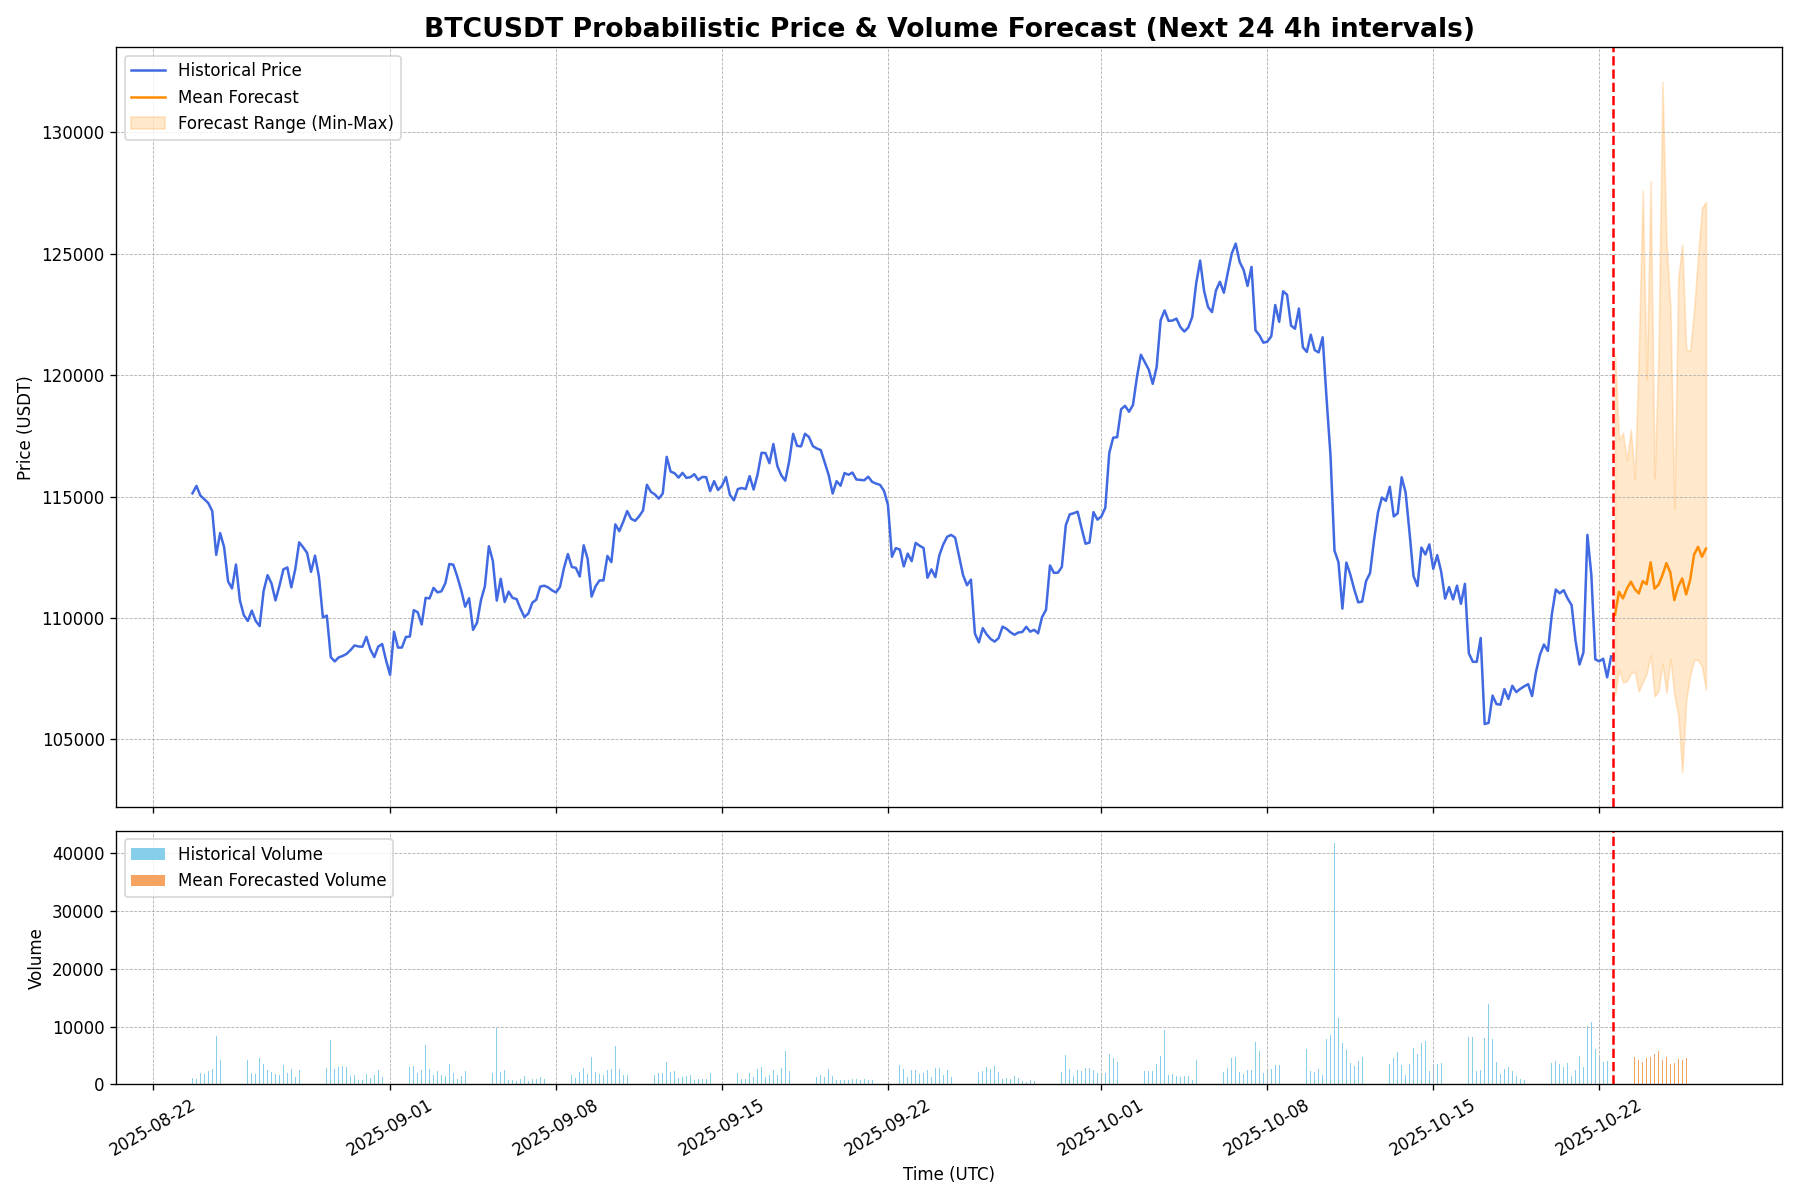 BTCUSDT Probabilistic Price & Volume Forecast (Next 24 4h intervals)
Historical Price
Mean Forecast
Forecast Range (Min-Max)
130000
125000
120000
115000
110000
105000
Price (USDT)
Historical Volume
Mean Forecasted Volume
40000
30000
20000
10000
0
Volume
2025-08-22
2025-09-01
2025-09-08
2025-09-15
2025-09-22
2025-10-01
2025-10-08
2025-10-15
2025-10-22
Time (UTC)